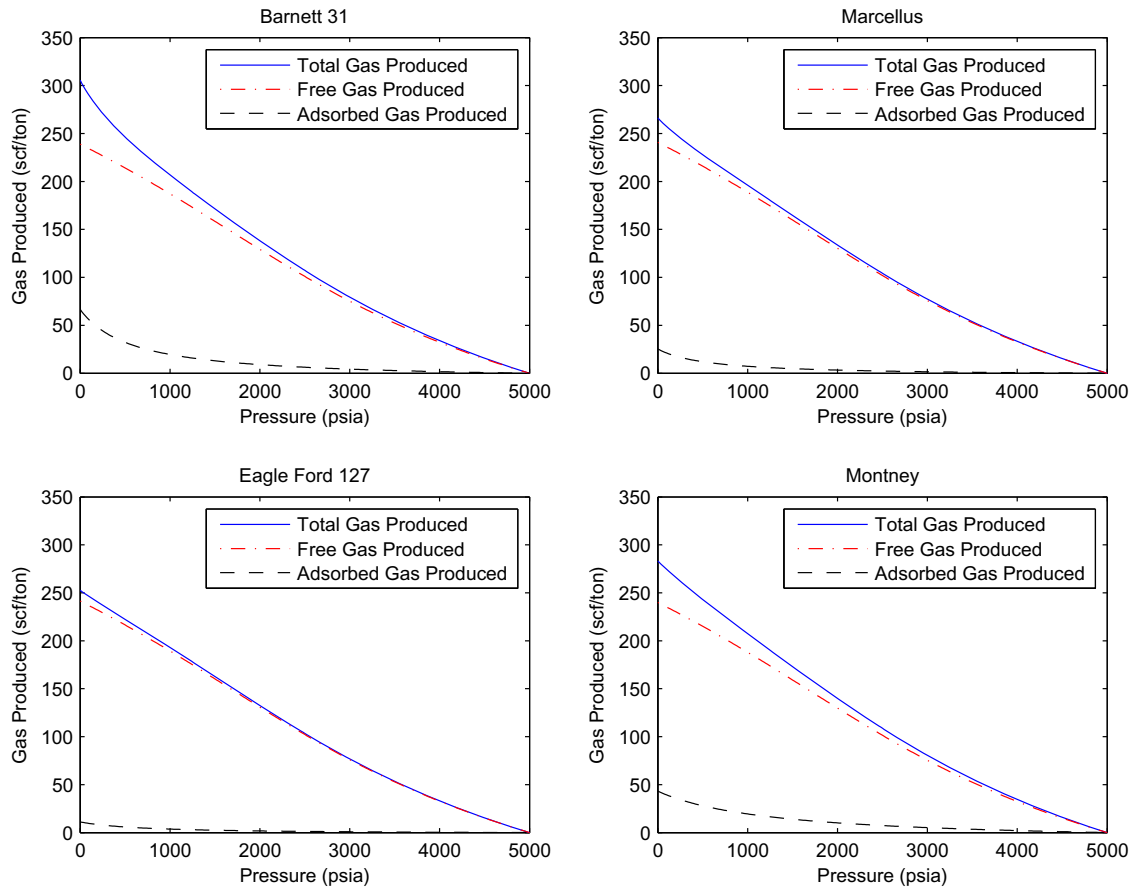 Barnett 31
350
300
250
200
150
100
50
0
Gas Produced (scf/ton)
Total Gas Produced
Free Gas Produced
Adsorbed Gas Produced
0 1000 2000 3000 4000 5000
Pressure (psia)
Marcellus
350
300
250
200
150
100
50
0
Gas Produced (scf/ton)
Total Gas Produced
Free Gas Produced
Adsorbed Gas Produced
0 1000 2000 3000 4000 5000
Pressure (psia)
Eagle Ford 127
350
300
250
200
150
100
50
0
Gas Produced (scf/ton)
Total Gas Produced
Free Gas Produced
Adsorbed Gas Produced
0 1000 2000 3000 4000 5000
Pressure (psia)
Montney
350
300
250
200
150
100
50
0
Gas Produced (scf/ton)
Total Gas Produced
Free Gas Produced
Adsorbed Gas Produced
0 1000 2000 3000 4000 5000
Pressure (psia)